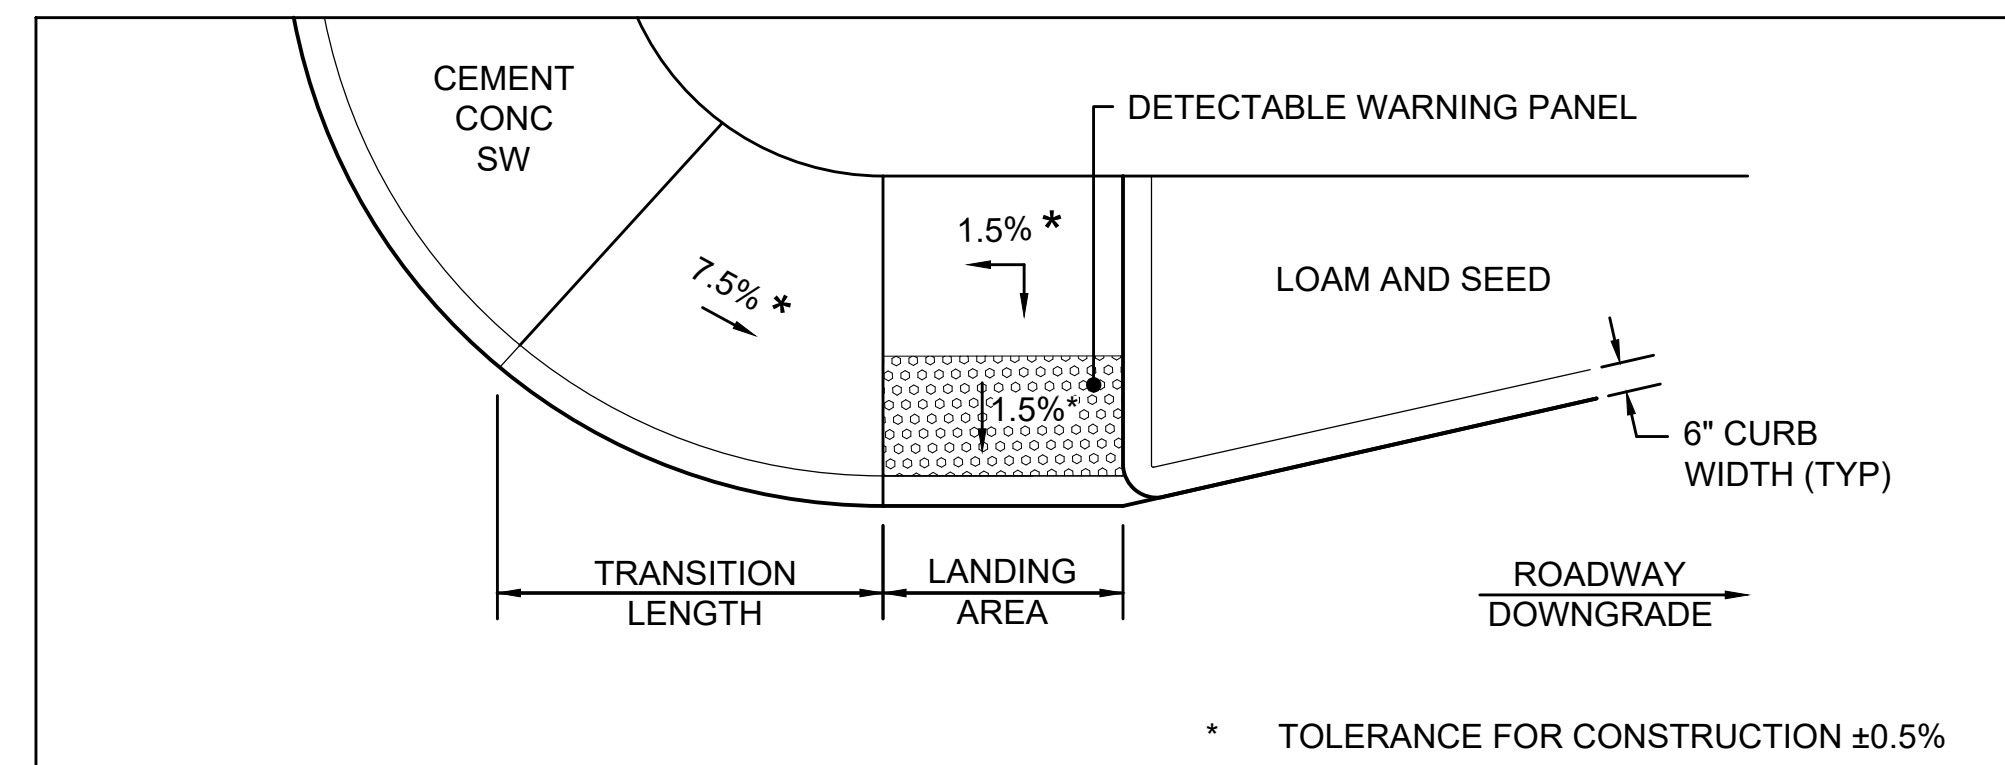 CEMENT
CONC
SW
DETECTABLE WARNING PANEL
1.5% *
7.5% *
LOAM AND SEED
1.5%*
6" CURB
WIDTH (TYP)
TRANSITION
LENGTH
LANDING
AREA
ROADWAY
DOWNGRADE
* TOLERANCE FOR CONSTRUCTION ±0.5%